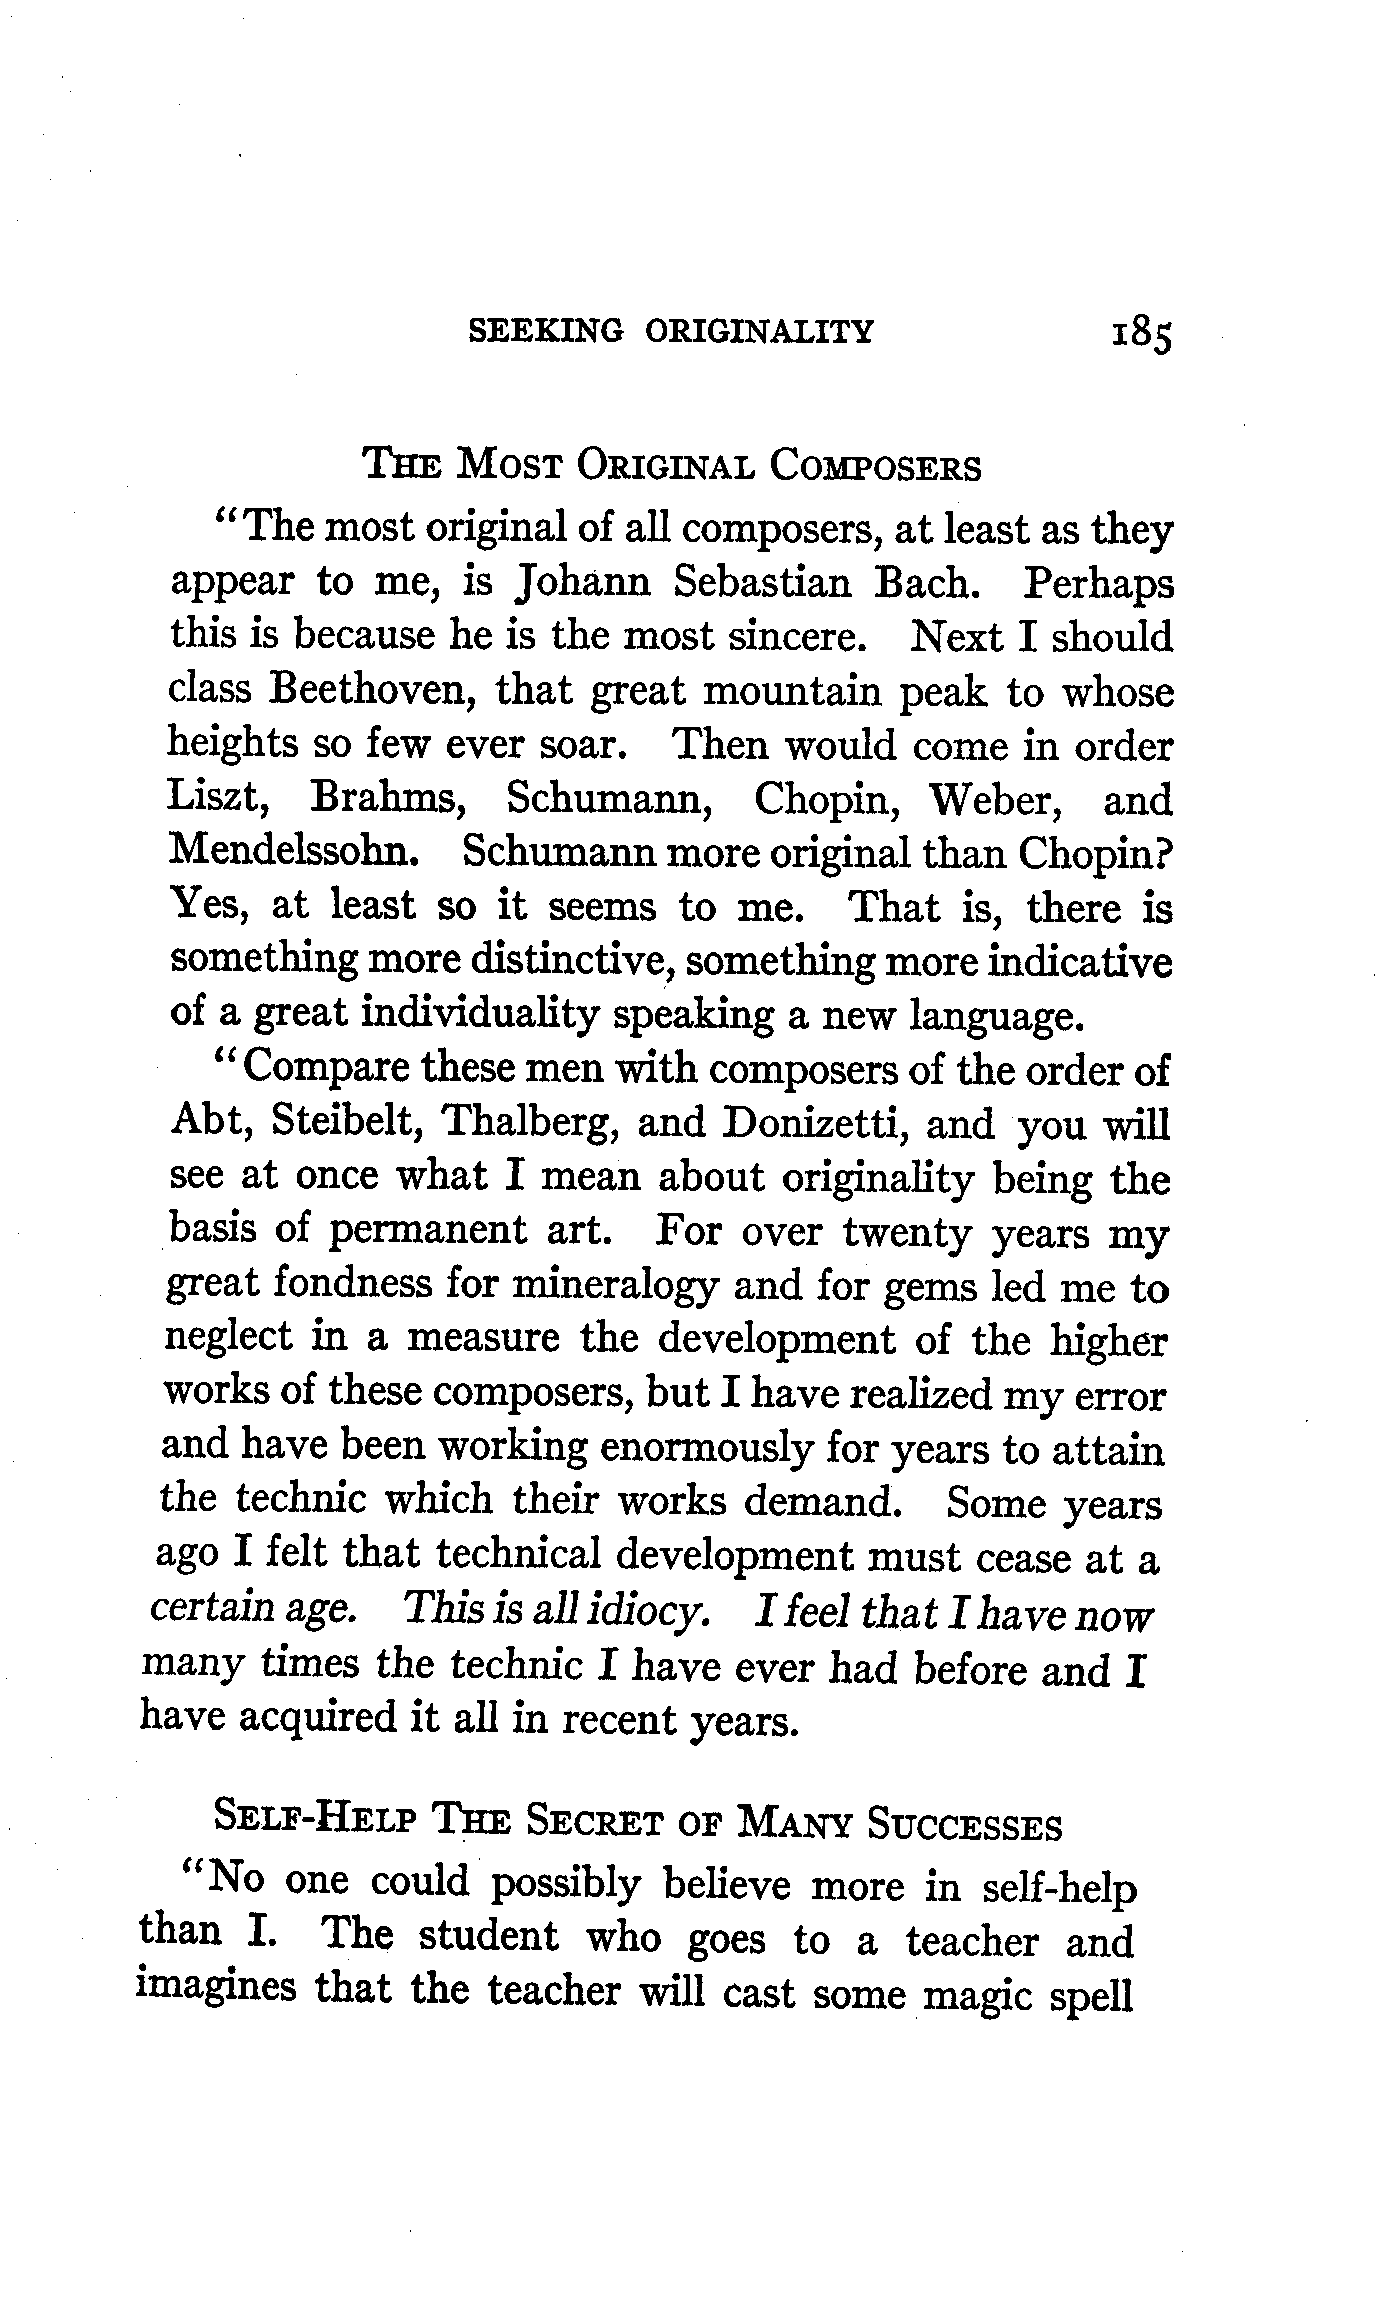 SEEKING ORIGINALITY 185
THE MOST ORIGINAL COMPOSERS
"The most original of all composers, at least as they
appear to me, is Johann Sebastian Bach. Perhaps
this is because he is the most sincere. Next I should
class Beethoven, that great mountain peak to whose
heights so few ever soar. Then would come in order
Liszt, Brahms, Schumann, Chopin, Weber, and
Mendelssohn. Schumann more original than Chopin?
Yes, at least so it seems to me. That is, there is
something more distinctive, something more indicative
of a great individuality speaking a new language.
"Compare these men with composers of the order of
Abt, Steibelt, Thalberg, and Donizetti, and you will
see at once what I mean about originality being the
basis of permanent art. For over twenty years my
great fondness for mineralogy and for gems led me to
neglect in a measure the development of the higher
works of these composers, but I have realized my error
and have been working enormously for years to attain
the technic which their works demand. Some years
ago I felt that technical development must cease at a
certain age. This is all idiocy. I feel that I have now
many times the technic I have ever had before and I
have acquired it all in recent years.
SELF-HELP THE SECRET OF MANY SUCCESSES
"No one could possibly believe more in self-help
than I. The student who goes to a teacher and
imagines that the teacher will cast some magic spell